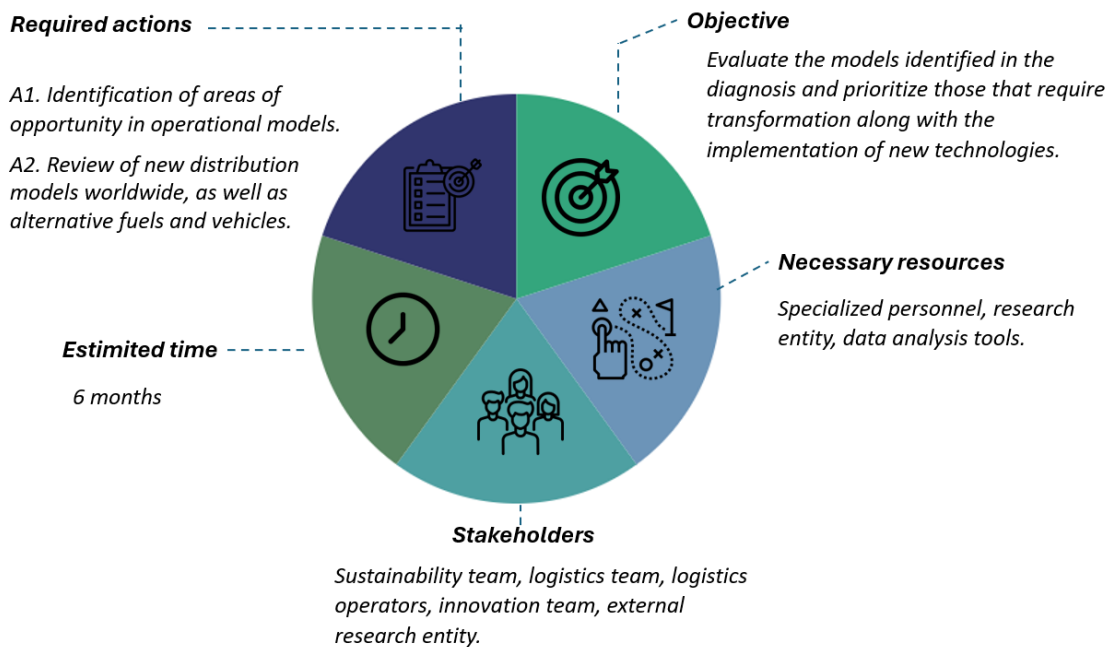 Required actions
A1. Identification of areas of
opportunity in operational models.
A2. Review of new distribution
models worldwide, as well as
alternative fuels and vehicles.
Objective
Evaluate the models identified in the
diagnosis and prioritize those that require
transformation along with the
implementation of new technologies.
Necessary resources
Specialized personnel, research
entity, data analysis tools.
Estimited time
6 months
Stakeholders
Sustainability team, logistics team, logistics
operators, innovation team, external
research entity.